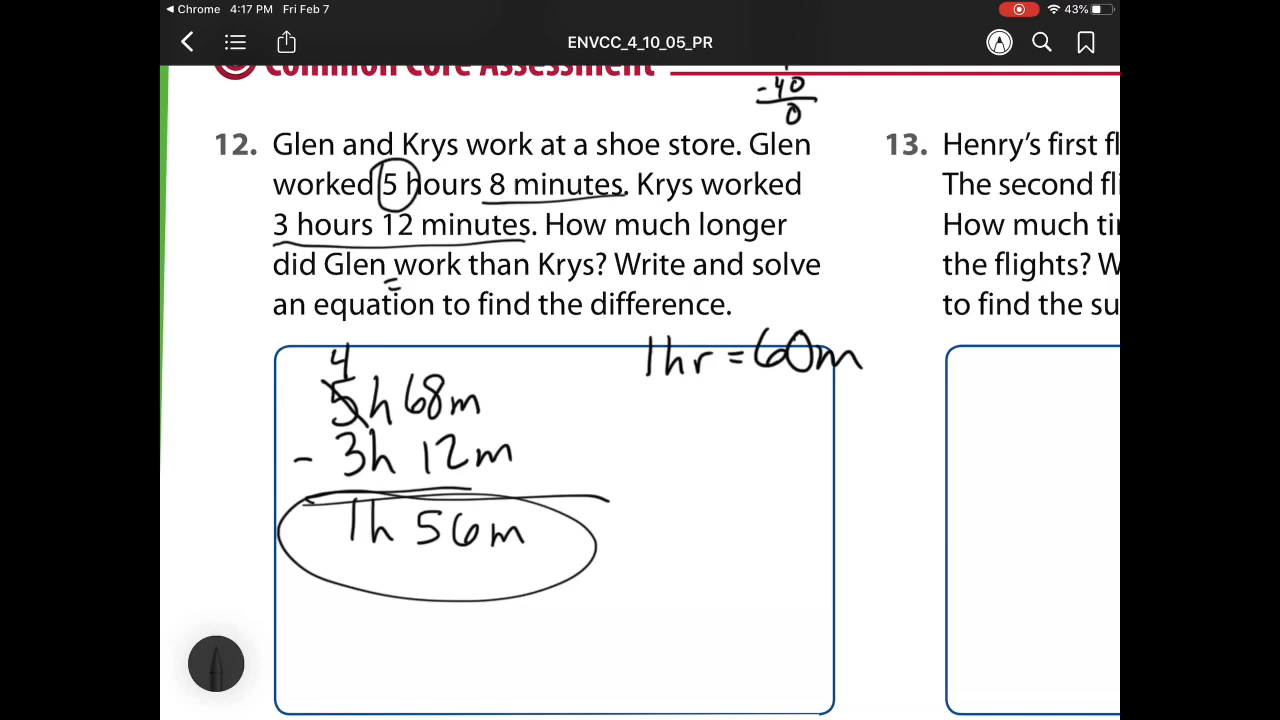 Chrome 4:17 PM Fri Feb 7 43%
ENVCC_4_10_05_PR
Common Core Assessment
-40
0
12. Glen and Krys work at a shoe store. Glen
worked 5 hours 8 minutes. Krys worked
3 hours 12 minutes. How much longer
did Glen work than Krys? Write and solve
an equation to find the difference.
1hr = 60m
4
5h 68m
- 3h 12m
1h 56m
13. Henry's first fl
The second fli
How much tir
the flights? W
to find the su